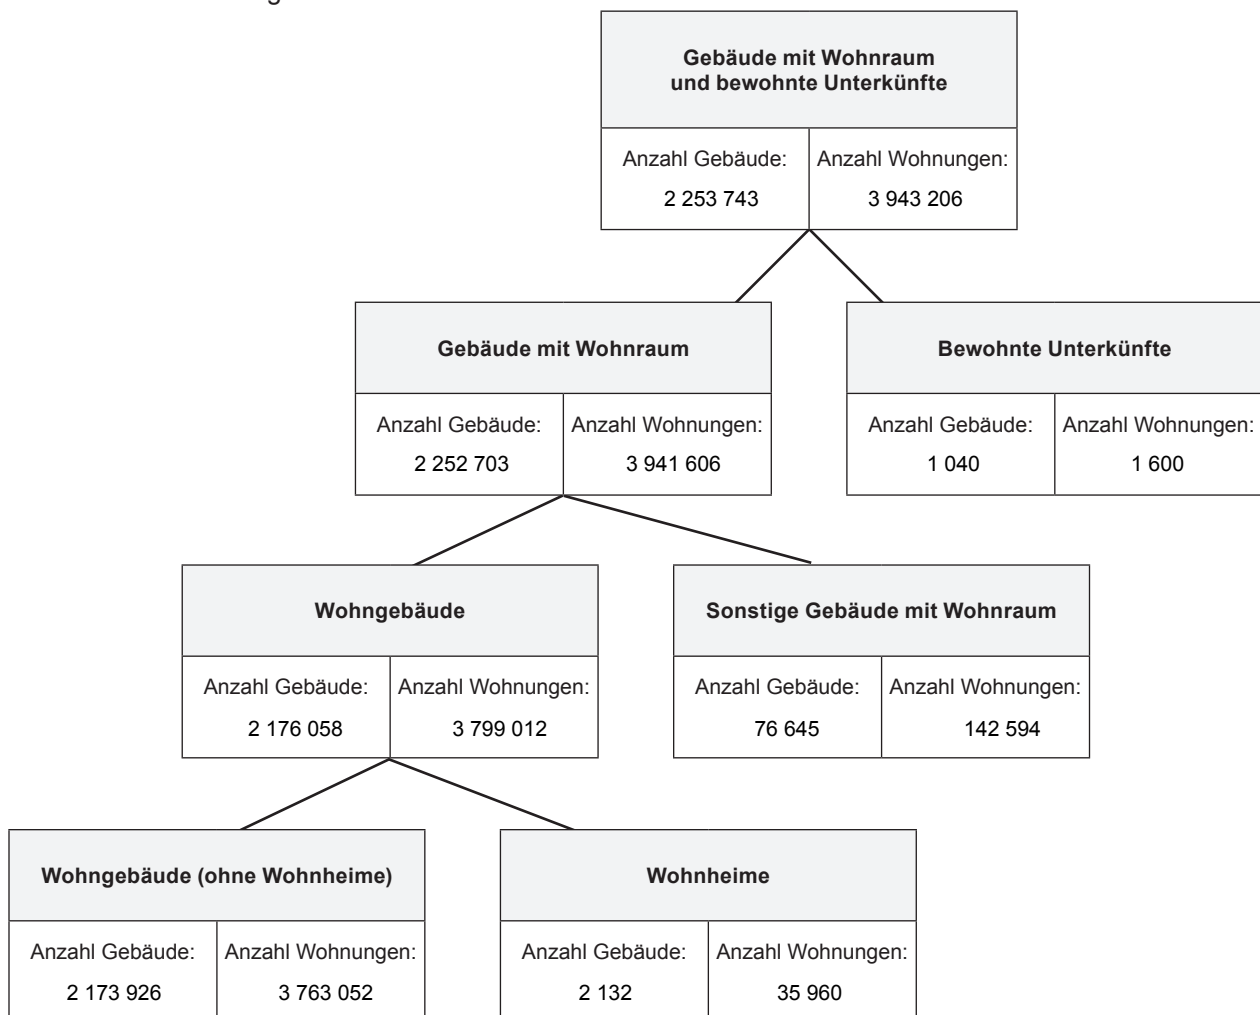 Gebäude mit Wohnraum
und bewohnte Unterkünfte
Anzahl Gebäude: Anzahl Wohnungen:
2 253 743 3 943 206
Gebäude mit Wohnraum
Anzahl Gebäude: Anzahl Wohnungen:
2 252 703 3 941 606
Bewohnte Unterkünfte
Anzahl Gebäude: Anzahl Wohnungen:
1 040 1 600
Wohngebäude
Anzahl Gebäude: Anzahl Wohnungen:
2 176 058 3 799 012
Sonstige Gebäude mit Wohnraum
Anzahl Gebäude: Anzahl Wohnungen:
76 645 142 594
Wohngebäude (ohne Wohnheime)
Anzahl Gebäude: Anzahl Wohnungen:
2 173 926 3 763 052
Wohnheime
Anzahl Gebäude: Anzahl Wohnungen:
2 132 35 960